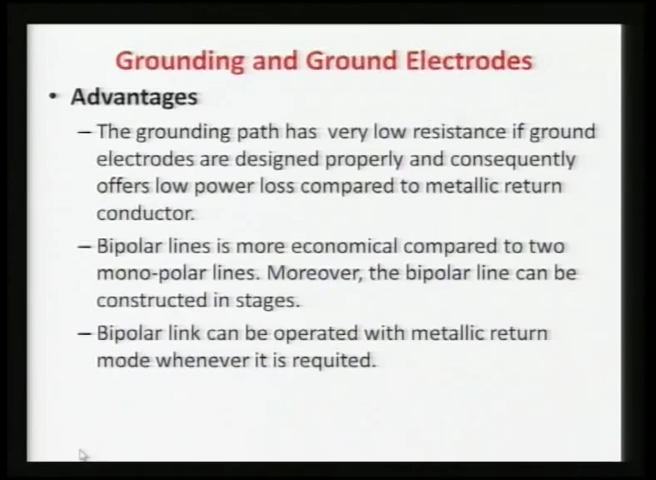 Grounding and Ground Electrodes
• Advantages
– The grounding path has very low resistance if ground
electrodes are designed properly and consequently
offers low power loss compared to metallic return
conductor.
– Bipolar lines is more economical compared to two
mono-polar lines. Moreover, the bipolar line can be
constructed in stages.
– Bipolar link can be operated with metallic return
mode whenever it is requited.